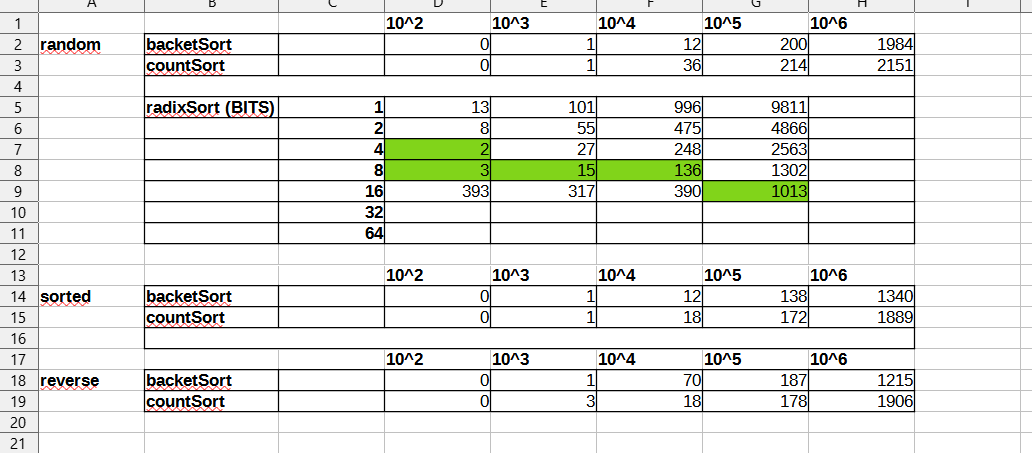 A B C D E F G H I
1 10^2 10^3 10^4 10^5 10^6
2 random backetSort 0 1 12 200 1984
3 countSort 0 1 36 214 2151
4
5 radixSort (BITS) 1 13 101 996 9811
6 2 8 55 475 4866
7 4 2 27 248 2563
8 8 3 15 136 1302
9 16 393 317 390 1013
10 32
11 64
12
13 10^2 10^3 10^4 10^5 10^6
14 sorted backetSort 0 1 12 138 1340
15 countSort 0 1 18 172 1889
16
17 10^2 10^3 10^4 10^5 10^6
18 reverse backetSort 0 1 70 187 1215
19 countSort 0 3 18 178 1906
20
21